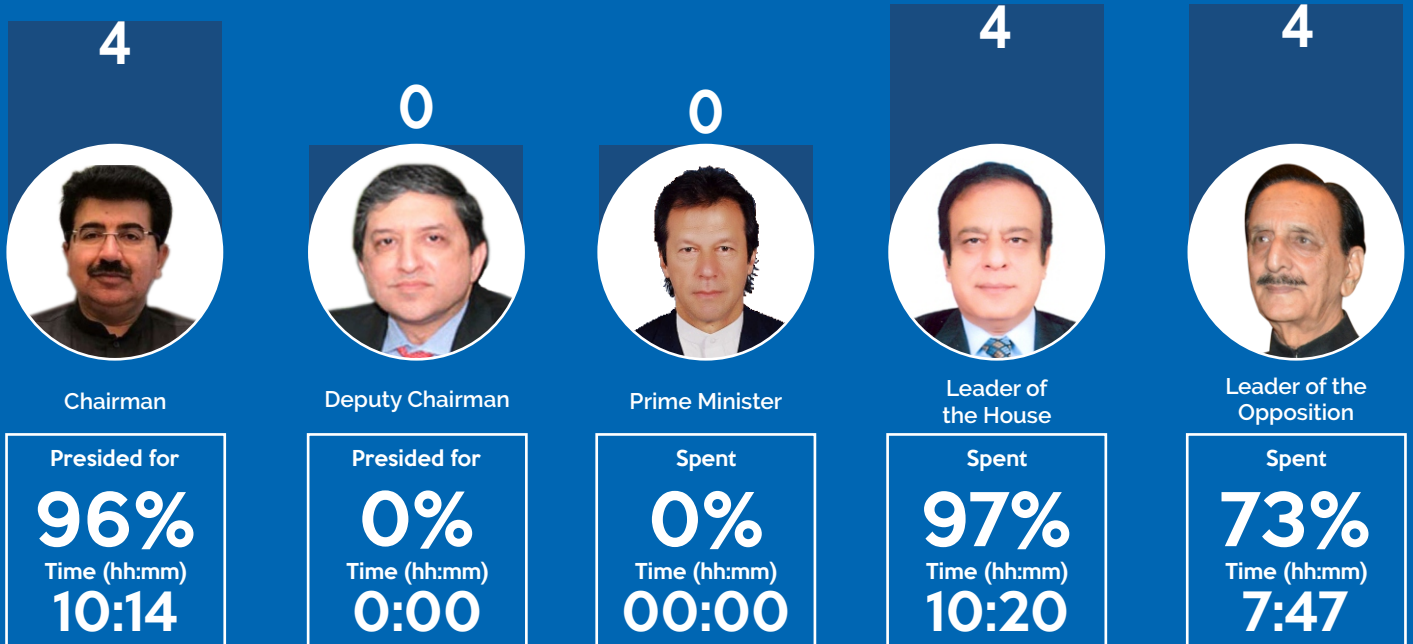 4
0
0
4
4
Chairman
Deputy Chairman
Prime Minister
Leader of
the House
Leader of the
Opposition
Presided for
96%
Time (hh:mm)
10:14
Presided for
0%
Time (hh:mm)
0:00
Spent
0%
Time (hh:mm)
00:00
Spent
97%
Time (hh:mm)
10:20
Spent
73%
Time (hh:mm)
7:47